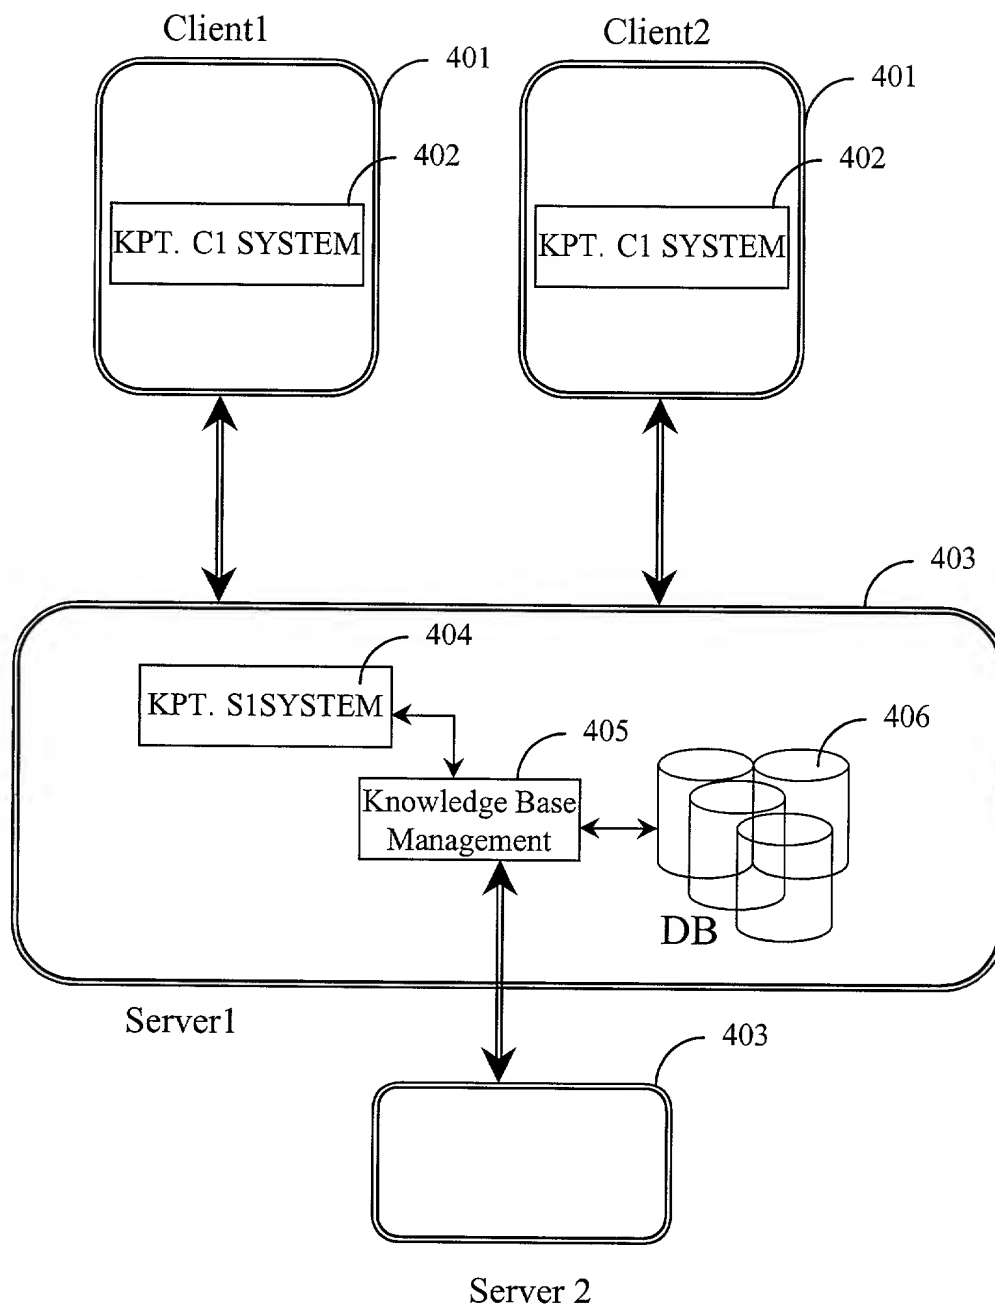 Client1
Client2
401
401
402
402
KPT. C1 SYSTEM
KPT. C1 SYSTEM
403
404
KPT. S1SYSTEM
405
406
Knowledge Base
Management
DB
Server1
403
Server 2